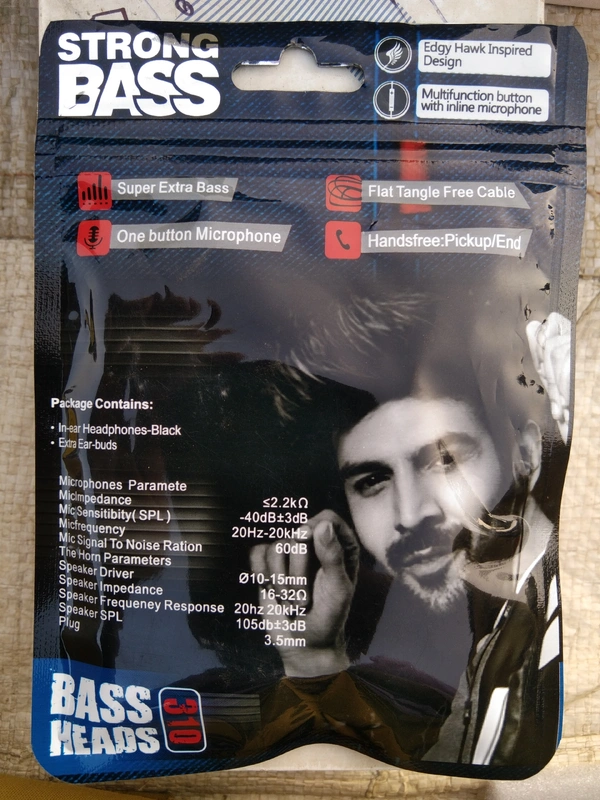 STRONG
BASS
Edgy Hawk Inspired
Design
Multifunction button
with inline microphone
Super Extra Bass
Flat Tangle Free Cable
One button Microphone
Handsfree:Pickup/End
Package Contains:
• In-ear Headphones-Black
• Extra Ear-buds
Microphones Paramete
MicImpedance ≤2.2kΩ
Mic Sensitibity( SPL ) -40dB±3dB
Micfrequency 20Hz-20kHz
Mic Signal To Noise Ration 60dB
The Horn Parameters
Speaker Driver Ø10-15mm
Speaker Impedance 16-32Ω
Speaker Frequeney Response 20hz 20kHz
Speaker SPL 105db±3dB
Plug 3.5mm
BASS
HEADS
310